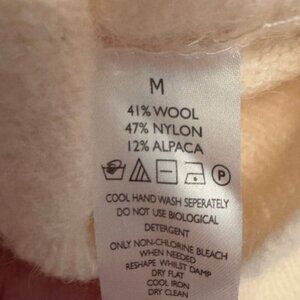 M
41% WOOL
47% NYLON
12% ALPACA
P
COOL HAND WASH SEPERATELY
DO NOT USE BIOLOGICAL
DETERGENT
ONLY NON-CHLORINE BLEACH
WHEN NEEDED
RESHAPE WHILST DAMP
DRY FLAT
COOL IRON
DRY CLEAN